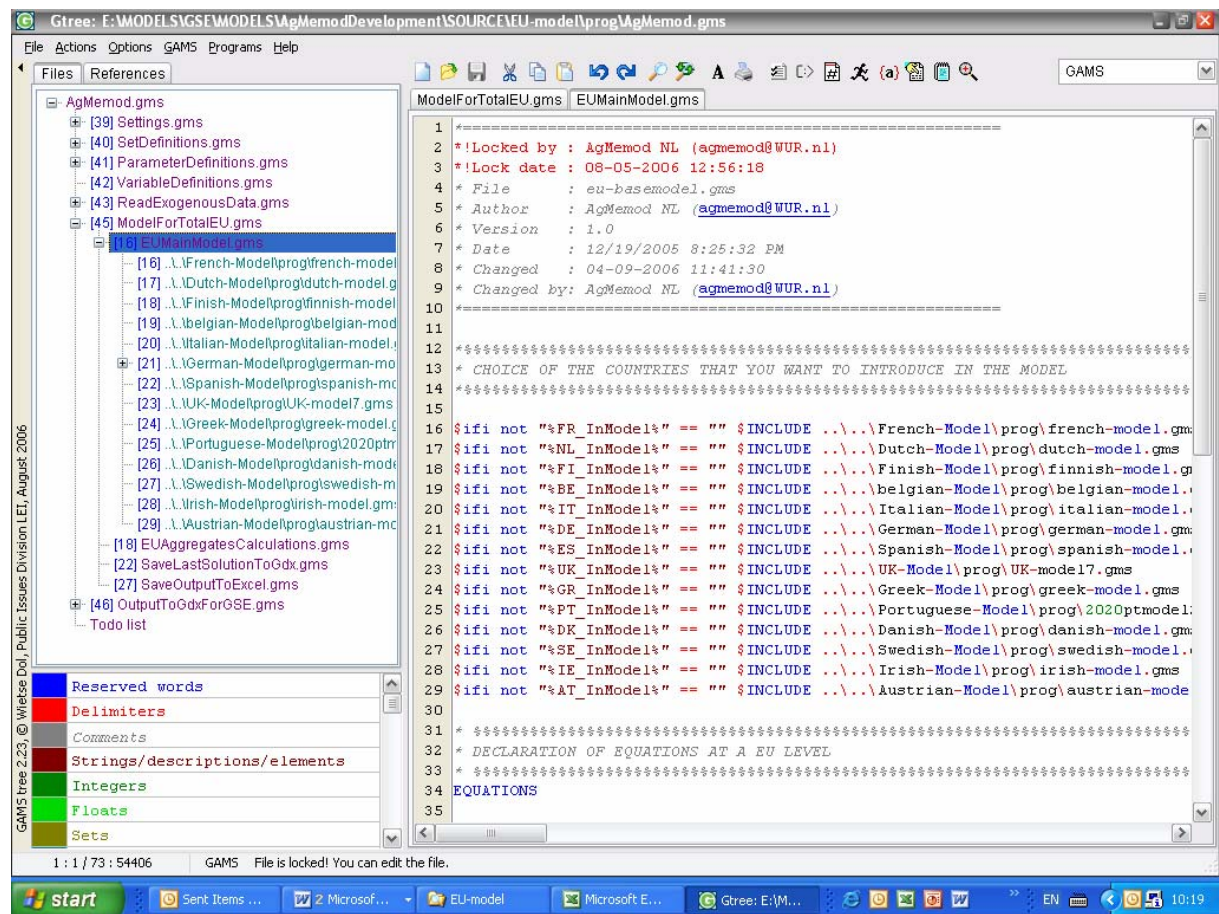 Gtree: E:\MODELS\GSE\MODELS\AgMemodDevelopment\SOURCE\EU-model\prog\AgMemod.gms
File Actions Options GAMS Programs Help
Files References
GAMS
AgMemod.gms
[39] Settings.gms
[40] SetDefinitions.gms
[41] ParameterDefinitions.gms
[42] VariableDefinitions.gms
[43] ReadExogenousData.gms
[45] ModelForTotalEU.gms
[16] EUMainModel.gms
[16] ..\..\French-Model\prog\french-model
[17] ..\..\Dutch-Model\prog\dutch-model.g
[18] ..\..\Finish-Model\prog\finnish-model
[19] ..\..\belgian-Model\prog\belgian-mod
[20] ..\..\Italian-Model\prog\italian-model.
[21] ..\..\German-Model\prog\german-mo
[22] ..\..\Spanish-Model\prog\spanish-mo
[23] ..\..\UK-Model\prog\UK-model7.gms
[24] ..\..\Greek-Model\prog\greek-model.g
[25] ..\..\Portuguese-Model\prog\2020ptm
[26] ..\..\Danish-Model\prog\danish-mode
[27] ..\..\Swedish-Model\prog\swedish-m
[28] ..\..\Irish-Model\prog\irish-model.gm
[29] ..\..\Austrian-Model\prog\austrian-mo
[18] EUAggregatesCalculations.gms
[22] SaveLastSolutionToGdx.gms
[27] SaveOutputToExcel.gms
[46] OutputToGdxForGSE.gms
Todo list
Reserved words
Delimiters
Comments
Strings/descriptions/elements
Integers
Floats
Sets
GAMS tree 2.23, © Wietse Dol, Public Issues Division LEI, August 2006
ModelForTotalEU.gms EUMainModel.gms
1 *=========================================================
2 *!Locked by : AgMemod NL (agmemod@WUR.nl)
3 *!Lock date : 08-05-2006 12:56:18
4 * File : eu-basemodel.gms
5 * Author : AgMemod NL (agmemod@WUR.nl)
6 * Version : 1.0
7 * Date : 12/19/2005 8:25:32 PM
8 * Changed : 04-09-2006 11:41:30
9 * Changed by: AgMemod NL (agmemod@WUR.nl)
10 *=========================================================
11
12 *$$$$$$$$$$$$$$$$$$$$$$$$$$$$$$$$$$$$$$$$$$$$$$$$$$$$$$$$$$$$$$$$$$$$$$$$$$$$$
13 * CHOICE OF THE COUNTRIES THAT YOU WANT TO INTRODUCE IN THE MODEL
14 *$$$$$$$$$$$$$$$$$$$$$$$$$$$$$$$$$$$$$$$$$$$$$$$$$$$$$$$$$$$$$$$$$$$$$$$$$$$$$
15
16 $ifi not "%FR_InModel%" == "" $INCLUDE ..\..\French-Model\prog\french-model.gm
17 $ifi not "%NL_InModel%" == "" $INCLUDE ..\..\Dutch-Model\prog\dutch-model.gms
18 $ifi not "%FI_InModel%" == "" $INCLUDE ..\..\Finish-Model\prog\finnish-model.g
19 $ifi not "%BE_InModel%" == "" $INCLUDE ..\..\belgian-Model\prog\belgian-model.
20 $ifi not "%IT_InModel%" == "" $INCLUDE ..\..\Italian-Model\prog\italian-model.
21 $ifi not "%DE_InModel%" == "" $INCLUDE ..\..\German-Model\prog\german-model.gm
22 $ifi not "%ES_InModel%" == "" $INCLUDE ..\..\Spanish-Model\prog\spanish-model.
23 $ifi not "%UK_InModel%" == "" $INCLUDE ..\..\UK-Model\prog\UK-model7.gms
24 $ifi not "%GR_InModel%" == "" $INCLUDE ..\..\Greek-Model\prog\greek-model.gms
25 $ifi not "%PT_InModel%" == "" $INCLUDE ..\..\Portuguese-Model\prog\2020ptmodel
26 $ifi not "%DK_InModel%" == "" $INCLUDE ..\..\Danish-Model\prog\danish-model.gm
27 $ifi not "%SE_InModel%" == "" $INCLUDE ..\..\Swedish-Model\prog\swedish-model.
28 $ifi not "%IE_InModel%" == "" $INCLUDE ..\..\Irish-Model\prog\irish-model.gms
29 $ifi not "%AT_InModel%" == "" $INCLUDE ..\..\Austrian-Model\prog\austrian-mode
30
31 * $$$$$$$$$$$$$$$$$$$$$$$$$$$$$$$$$$$$$$$$$$$$$$$$$$$$$$$$$$$$$$$$$$$$$$$$$$$$
32 * DECLARATION OF EQUATIONS AT A EU LEVEL
33 * $$$$$$$$$$$$$$$$$$$$$$$$$$$$$$$$$$$$$$$$$$$$$$$$$$$$$$$$$$$$$$$$$$$$$$$$$$$$
34 EQUATIONS
35
1 : 1 / 73 : 54406 GAMS File is locked! You can edit the file.
start Sent Items ... 2 Microsof... EU-model Microsoft E... Gtree: E:\M... EN 10:19